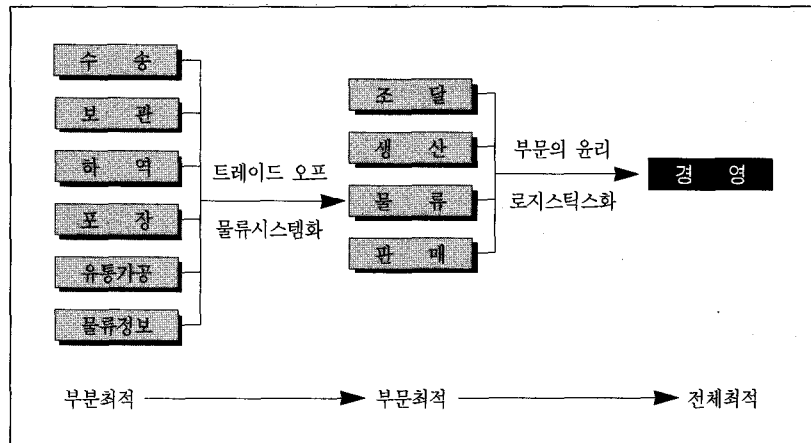 수 송
보 관
하 역
포 장
유통가공
물류정보
트레이드 오프
물류시스템화
조 달
생 산
물 류
판 매
부문의 윤리
로지스틱스화
경 영
부분최적
부문최적
전체최적